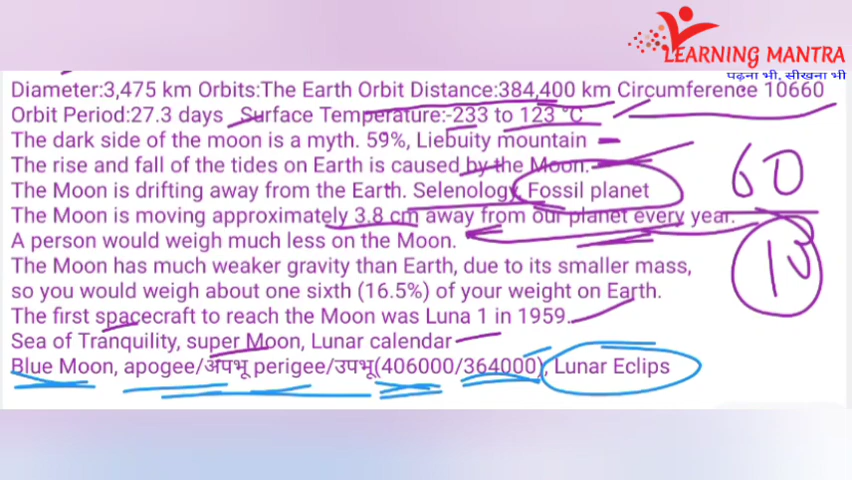 LEARNING MANTRA
पढ़ना भी, सीखना भी
Diameter:3,475 km Orbits:The Earth Orbit Distance:384,400 km Circumference 10660
Orbit Period:27.3 days Surface Temperature:-233 to 123 °C
The dark side of the moon is a myth. 59%, Liebuity mountain
The rise and fall of the tides on Earth is caused by the Moon.
The Moon is drifting away from the Earth. Selenology, Fossil planet
60
The Moon is moving approximately 3.8 cm away from our planet every year.
A person would weigh much less on the Moon.
10
The Moon has much weaker gravity than Earth, due to its smaller mass,
so you would weigh about one sixth (16.5%) of your weight on Earth.
The first spacecraft to reach the Moon was Luna 1 in 1959.
Sea of Tranquility, super Moon, Lunar calendar
Blue Moon, apogee/अपभू perigee/उपभू(406000/364000), Lunar Eclips